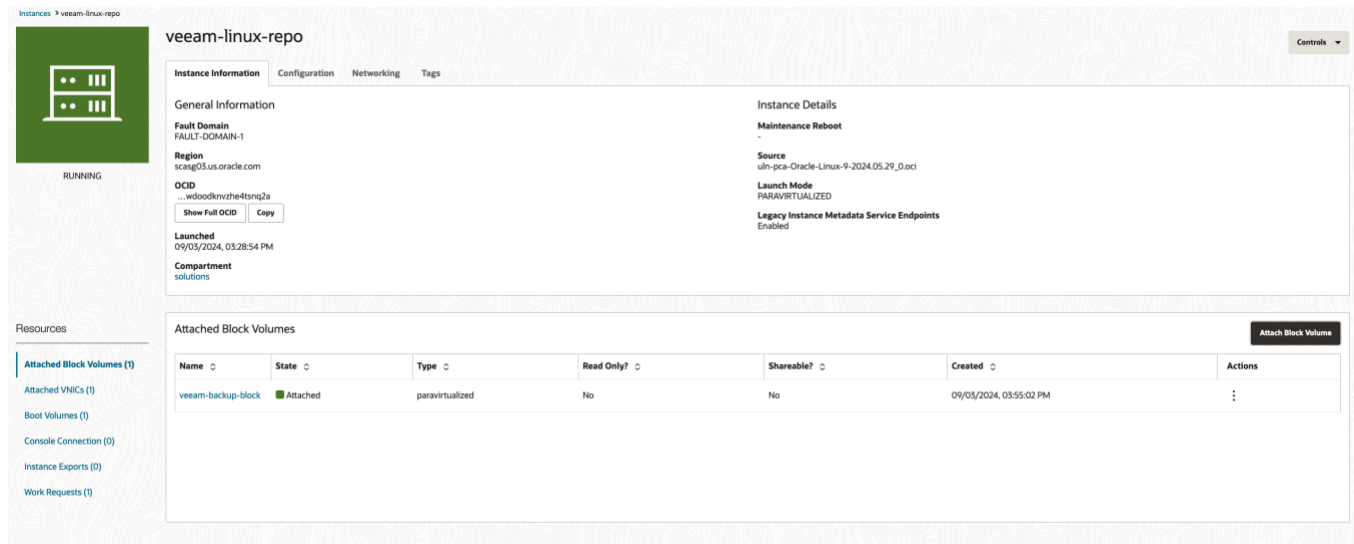 Instances > veeam-linux-repo
veeam-linux-repo
Controls
RUNNING
Instance Information Configuration Networking Tags
General Information
Fault Domain
FAULT-DOMAIN-1
Region
scasg03.us.oracle.com
OCID
...wdoodknvzhe4tsnq2a
Show Full OCID Copy
Launched
09/03/2024, 03:28:54 PM
Compartment
solutions
Instance Details
Maintenance Reboot
-
Source
uln-pca-Oracle-Linux-9-2024.05.29_0.oci
Launch Mode
PARAVIRTUALIZED
Legacy Instance Metadata Service Endpoints
Enabled
Resources
Attached Block Volumes (1)
Attached VNICs (1)
Boot Volumes (1)
Console Connection (0)
Instance Exports (0)
Work Requests (1)
Attached Block Volumes
Attach Block Volume
Name State Type Read Only? Shareable? Created Actions
veeam-backup-block Attached paravirtualized No No 09/03/2024, 03:55:02 PM